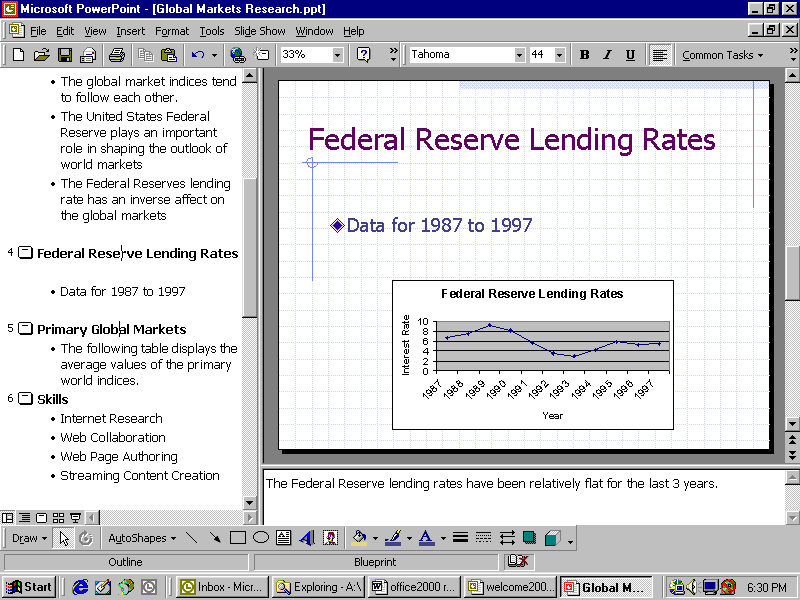 Microsoft PowerPoint - [Global Markets Research.ppt]
File Edit View Insert Format Tools Slide Show Window Help
33% Tahoma 44 B I U Common Tasks
• The global market indices tend
to follow each other.
• The United States Federal
Reserve plays an important
role in shaping the outlook of
world markets
• The Federal Reserves lending
rate has an inverse affect on
the global markets
4 Federal Reserve Lending Rates
• Data for 1987 to 1997
5 Primary Global Markets
• The following table displays the
average values of the primary
world indices.
6 Skills
• Internet Research
• Web Collaboration
• Web Page Authoring
• Streaming Content Creation
Federal Reserve Lending Rates
Data for 1987 to 1997
Federal Reserve Lending Rates
Interest Rate
10
8
6
4
2
0
1987 1988 1989 1990 1991 1992 1993 1994 1995 1996 1997
Year
The Federal Reserve lending rates have been relatively flat for the last 3 years.
Draw AutoShapes A A
Outline Blueprint
Start Inbox - Micr... Exploring - A:\ office2000 r... welcome200... Global M... 6:30 PM